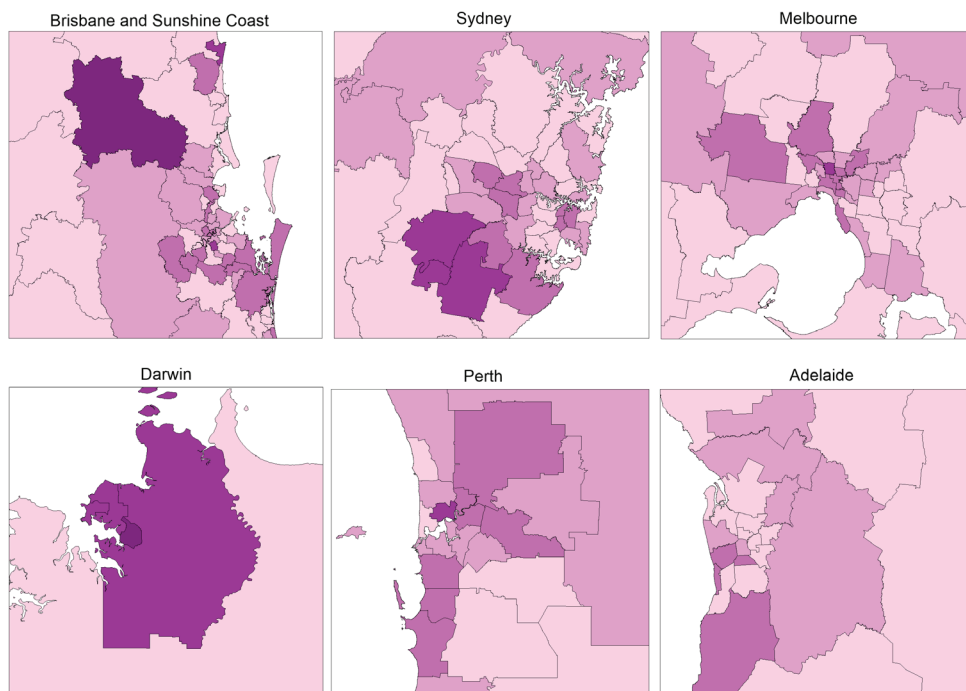 Brisbane and Sunshine Coast
Sydney
Melbourne
Darwin
Perth
Adelaide